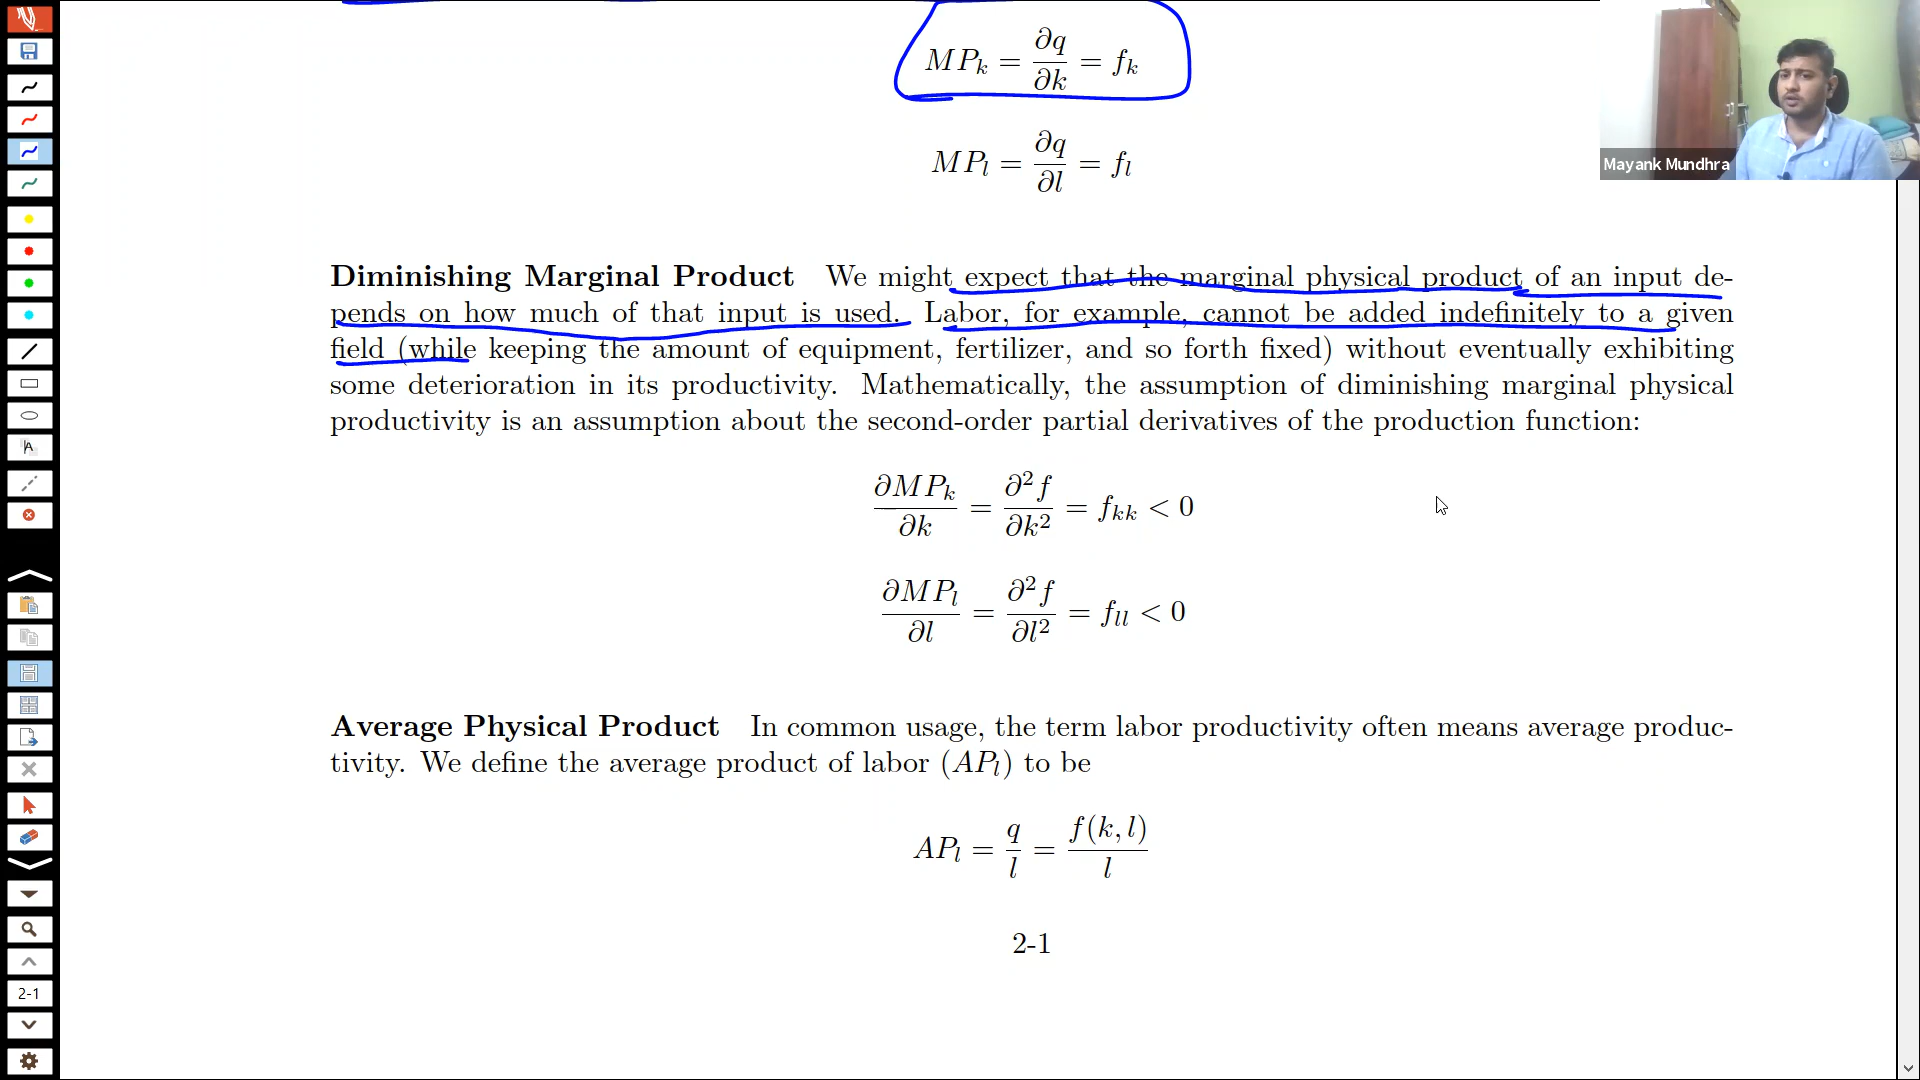 MP_k = ∂q/∂k = f_k
Mayank Mundhra
MP_l = ∂q/∂l = f_l
Diminishing Marginal Product We might expect that the marginal physical product of an input de-
pends on how much of that input is used. Labor, for example, cannot be added indefinitely to a given
field (while keeping the amount of equipment, fertilizer, and so forth fixed) without eventually exhibiting
some deterioration in its productivity. Mathematically, the assumption of diminishing marginal physical
productivity is an assumption about the second-order partial derivatives of the production function:
∂MP_k/∂k = ∂²f/∂k² = f_kk < 0
∂MP_l/∂l = ∂²f/∂l² = f_ll < 0
Average Physical Product In common usage, the term labor productivity often means average produc-
tivity. We define the average product of labor (AP_l) to be
AP_l = q/l = f(k, l)/l
2-1
2-1